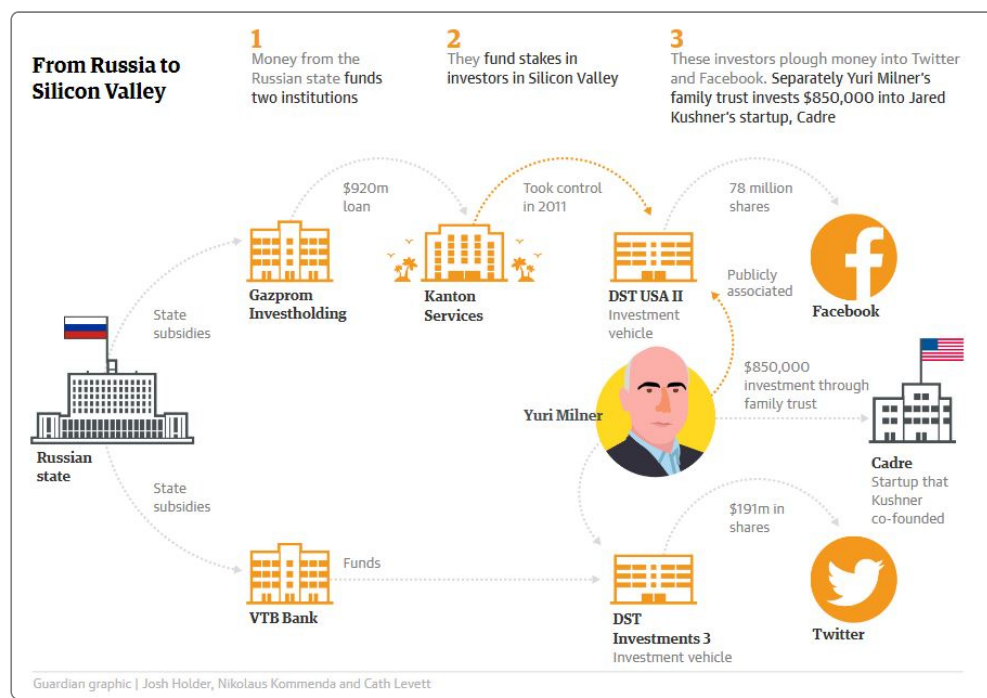 From Russia to
Silicon Valley
1
Money from the
Russian state funds
two institutions
2
They fund stakes in
investors in Silicon Valley
3
These investors plough money into Twitter
and Facebook. Separately Yuri Milner's
family trust invests $850,000 into Jared
Kushner's startup, Cadre
$920m
loan
Took control
in 2011
78 million
shares
Gazprom
Investholding
Kanton
Services
DST USA II
Investment
vehicle
Publicly
associated
Facebook
State
subsidies
$850,000
investment through
family trust
Yuri Milner
Russian
state
Cadre
Startup that
Kushner
co-founded
State
subsidies
$191m in
shares
Funds
VTB Bank
DST
Investments 3
Investment vehicle
Twitter
Guardian graphic | Josh Holder, Nikolaus Kommenda and Cath Levett